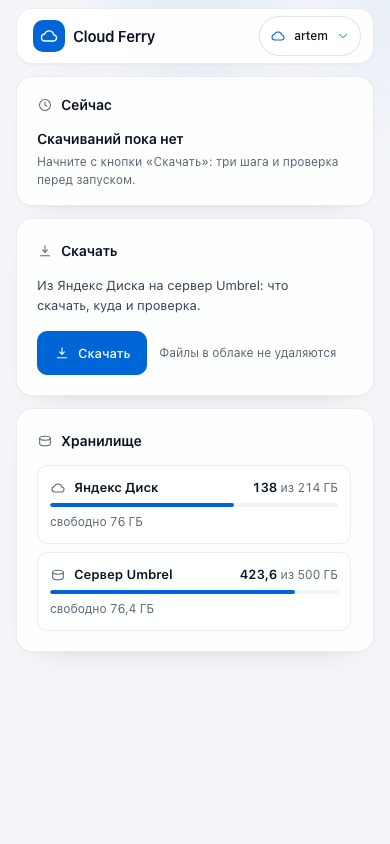 Cloud Ferry
artem
Сейчас
Скачиваний пока нет
Начните с кнопки «Скачать»: три шага и проверка
перед запуском.
Скачать
Из Яндекс Диска на сервер Umbrel: что
скачать, куда и проверка.
Скачать
Файлы в облаке не удаляются
Хранилище
Яндекс Диск
138 из 214 ГБ
свободно 76 ГБ
Сервер Umbrel
423,6 из 500 ГБ
свободно 76,4 ГБ